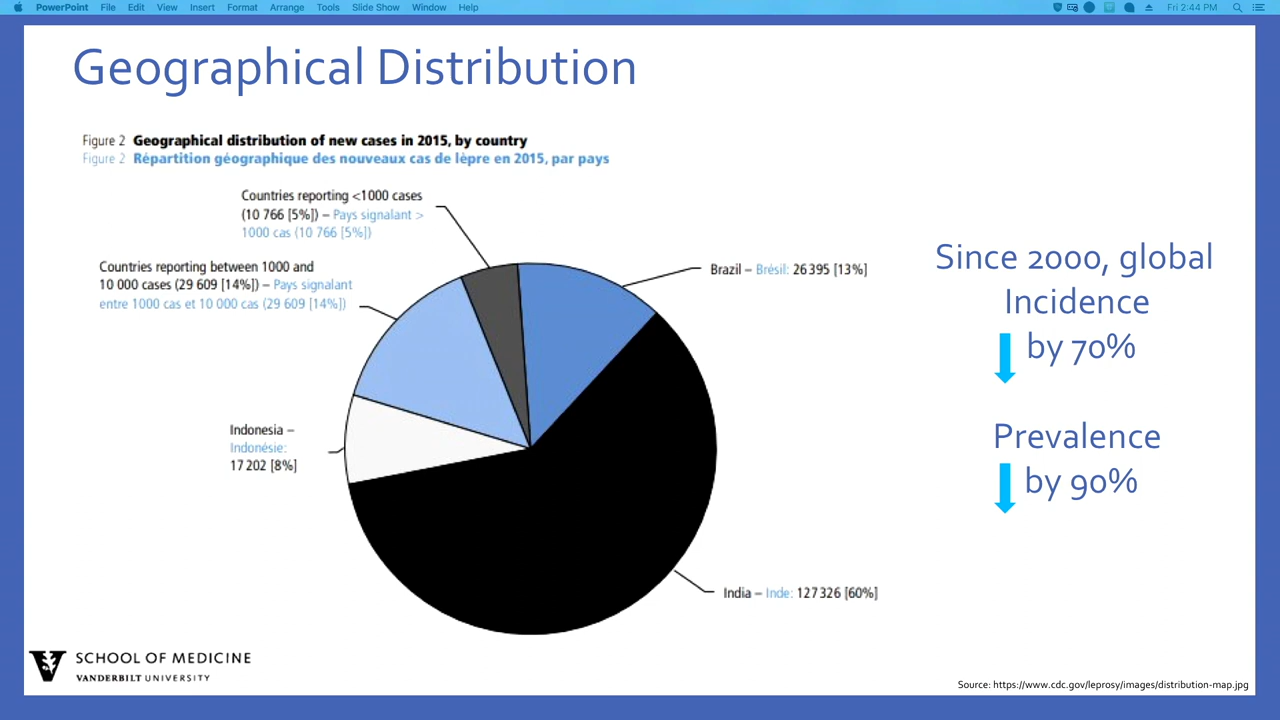 PowerPoint File Edit View Insert Format Arrange Tools Slide Show Window Help Fri 2:44 PM
Geographical Distribution
Figure 2 Geographical distribution of new cases in 2015, by country
Figure 2 Répartition géographique des nouveaux cas de lèpre en 2015, par pays
Countries reporting <1000 cases
(10 766 [5%]) – Pays signalant >
1000 cas (10 766 [5%])
Countries reporting between 1000 and
10 000 cases (29 609 [14%]) – Pays signalant
entre 1000 cas et 10 000 cas (29 609 [14%])
Brazil – Brésil: 26 395 [13%]
Indonesia –
Indonésie:
17 202 [8%]
India – Inde: 127 326 [60%]
Since 2000, global
Incidence
by 70%
Prevalence
by 90%
V SCHOOL OF MEDICINE
VANDERBILT UNIVERSITY
Source: https://www.cdc.gov/leprosy/images/distribution-map.jpg